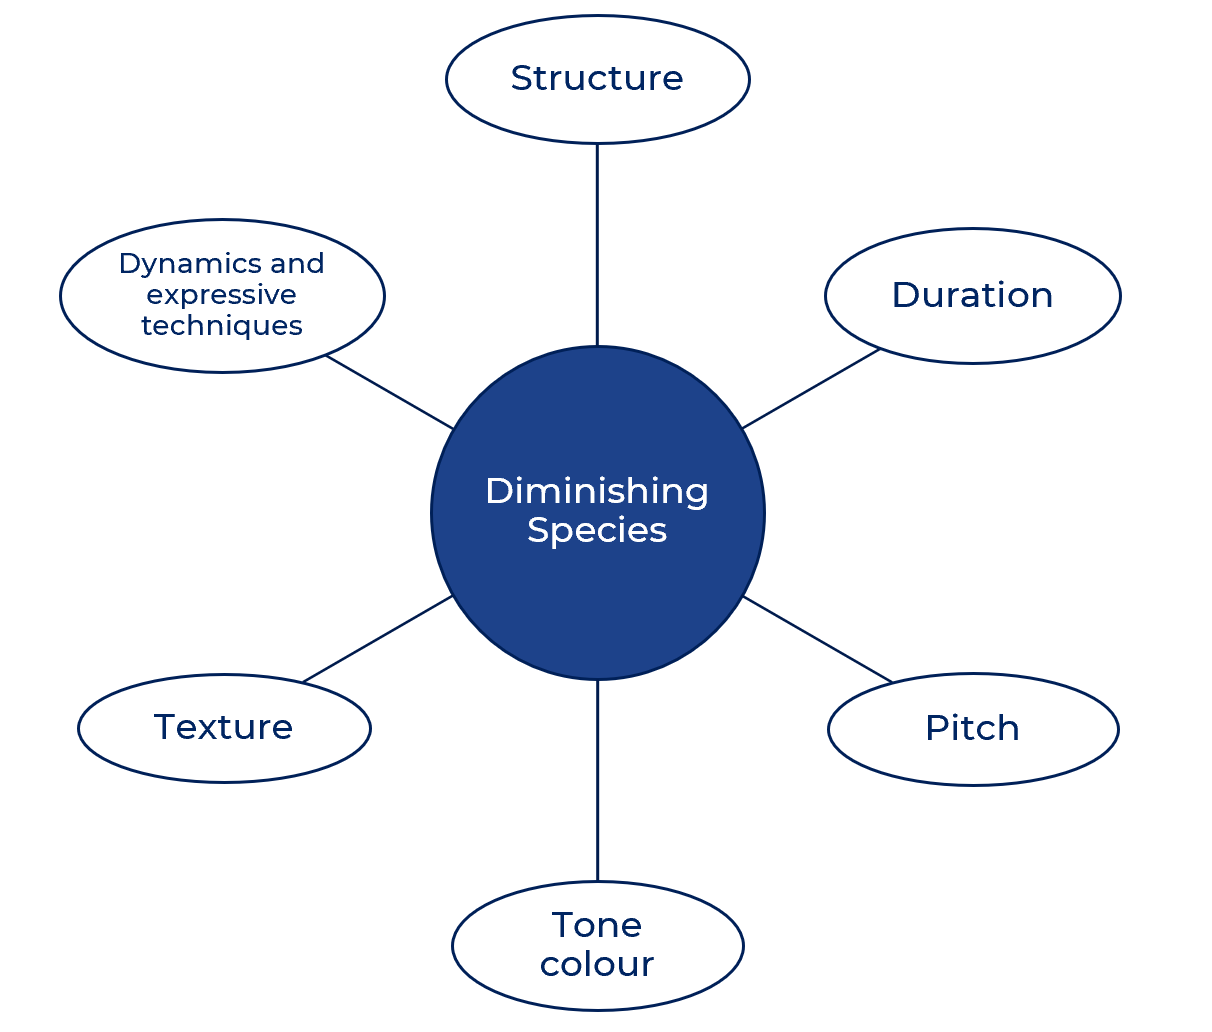 Structure
Dynamics and
expressive
techniques
Duration
Diminishing
Species
Texture
Pitch
Tone
colour